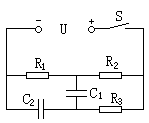 − U + S
R₁ R₂
C₂ C₁ R₃